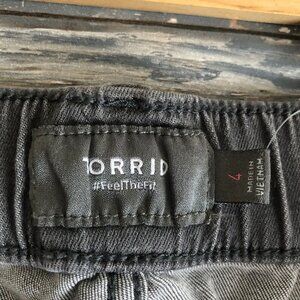 TORRID
#FeelTheFit
4
MADE IN
VIETNAM